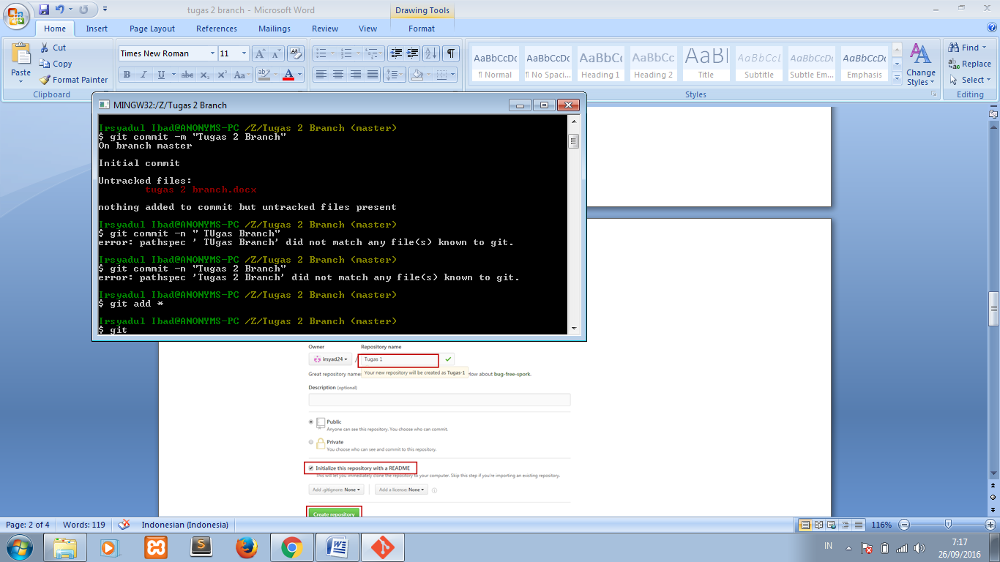 tugas 2 branch - Microsoft Word
Drawing Tools
Home Insert Page Layout References Mailings Review View Format
Paste
Cut
Copy
Format Painter
Clipboard
Times New Roman 11
AaBbCcDc AaBbCcDc AaBbCc AaBbCc AaBl AaBbCcL AaBbCcDc AaBbCcDc
¶ Normal ¶ No Spaci... Heading 1 Heading 2 Title Subtitle Subtle Em... Emphasis
Change Styles
Styles
Find
Replace
Select
Editing
MINGW32:/Z/Tugas 2 Branch
Irsyadul Ibad@ANONYMS-PC /Z/Tugas 2 Branch (master)
$ git commit -m "Tugas 2 Branch"
On branch master
Initial commit
Untracked files:
tugas 2 branch.docx
nothing added to commit but untracked files present
Irsyadul Ibad@ANONYMS-PC /Z/Tugas 2 Branch (master)
$ git commit -n " TUgas Branch"
error: pathspec ' TUgas Branch' did not match any file(s) known to git.
Irsyadul Ibad@ANONYMS-PC /Z/Tugas 2 Branch (master)
$ git commit -n "Tugas 2 Branch"
error: pathspec 'Tugas 2 Branch' did not match any file(s) known to git.
Irsyadul Ibad@ANONYMS-PC /Z/Tugas 2 Branch (master)
$ git add *
Irsyadul Ibad@ANONYMS-PC /Z/Tugas 2 Branch (master)
$ git
Owner Repository name
irsyad24 / Tugas 1
Great repository names Your new repository will be created as Tugas-1 How about bug-free-spork.
Description (optional)
Public
Anyone can see this repository. You choose who can commit.
Private
You choose who can see and commit to this repository.
Initialize this repository with a README
This will let you immediately clone the repository to your computer. Skip this step if you're importing an existing repository.
Add .gitignore: None Add a license: None
Create repository
Page: 2 of 4 Words: 119 Indonesian (Indonesia) 116%
IN 7:17
26/09/2016